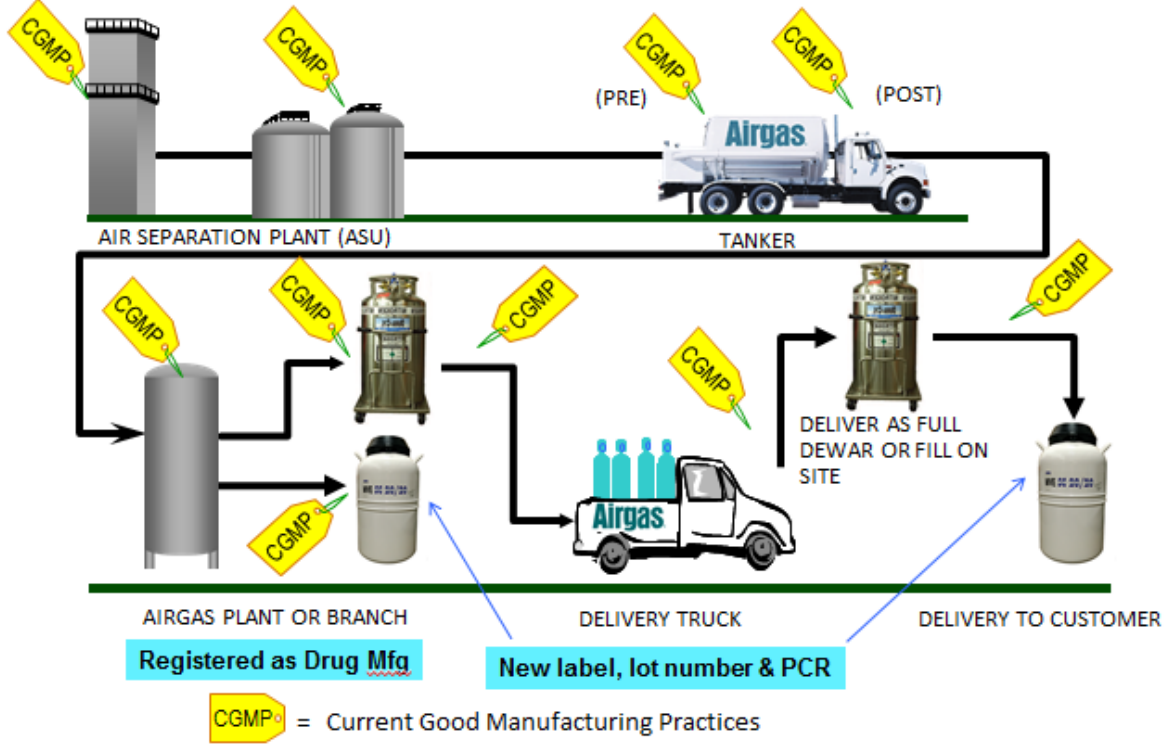 CGMP
CGMP
CGMP
CGMP
(PRE)
(POST)
Airgas
AIR SEPARATION PLANT (ASU)
TANKER
CGMP
CGMP
CGMP
CGMP
CGMP
DELIVER AS FULL
DEWAR OR FILL ON
SITE
CGMP
Airgas
AIRGAS PLANT OR BRANCH
DELIVERY TRUCK
DELIVERY TO CUSTOMER
Registered as Drug Mfq
New label, lot number & PCR
CGMP
= Current Good Manufacturing Practices